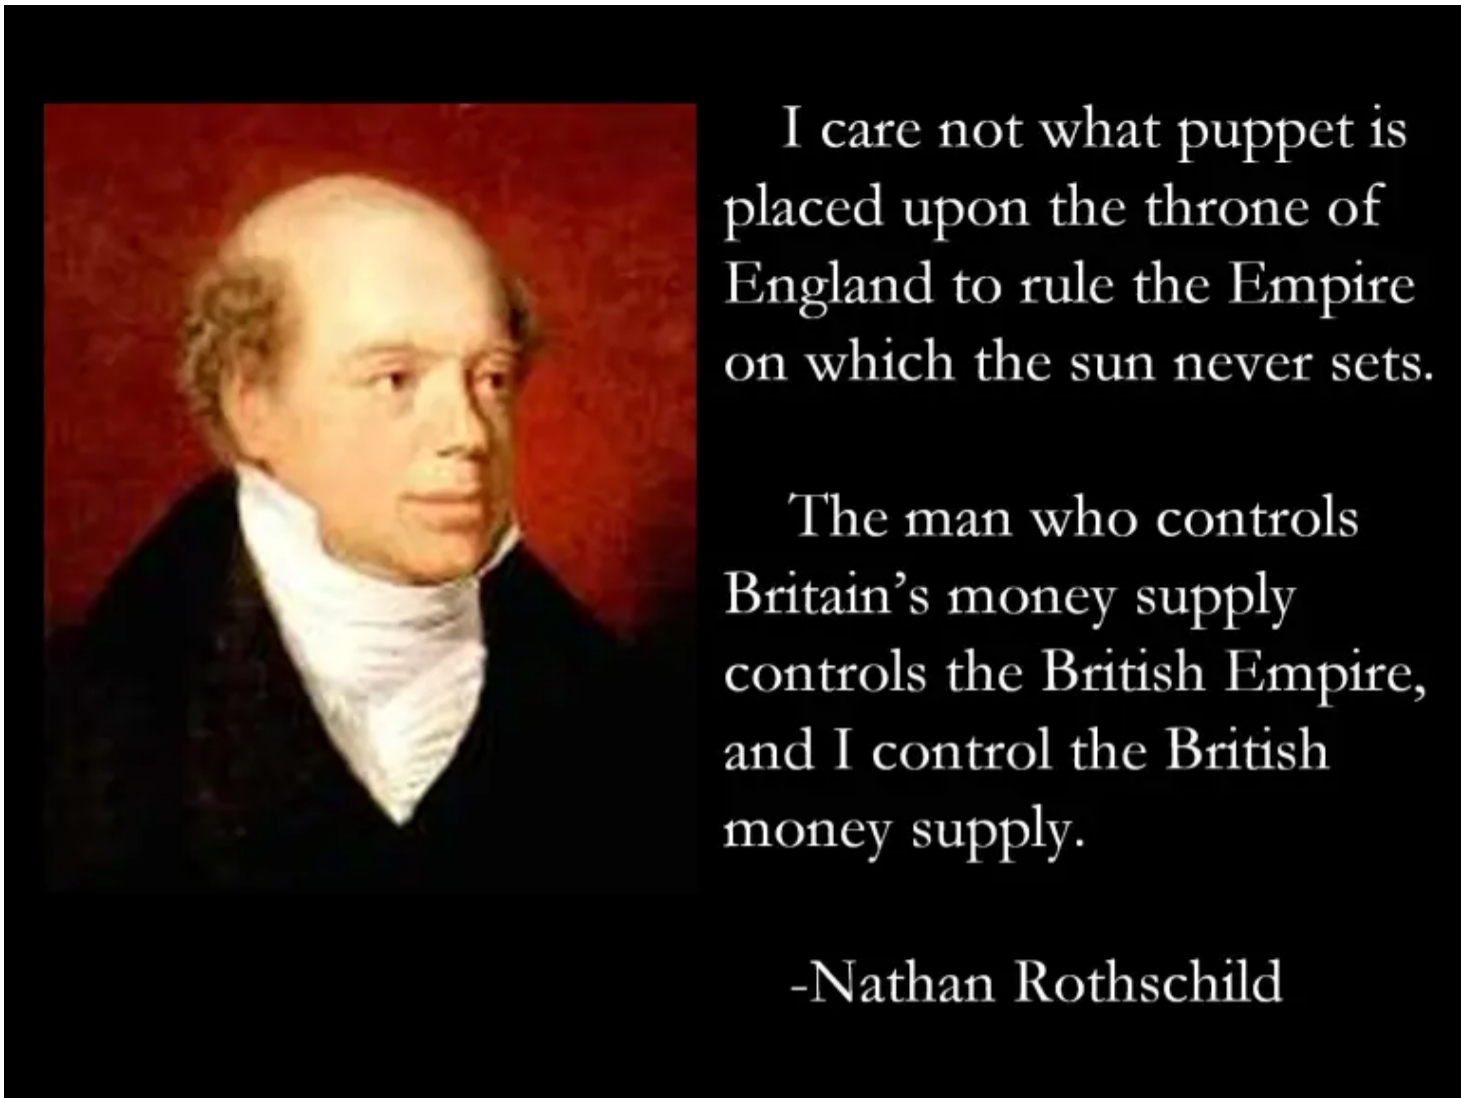 I care not what puppet is
placed upon the throne of
England to rule the Empire
on which the sun never sets.
The man who controls
Britain’s money supply
controls the British Empire,
and I control the British
money supply.
-Nathan Rothschild